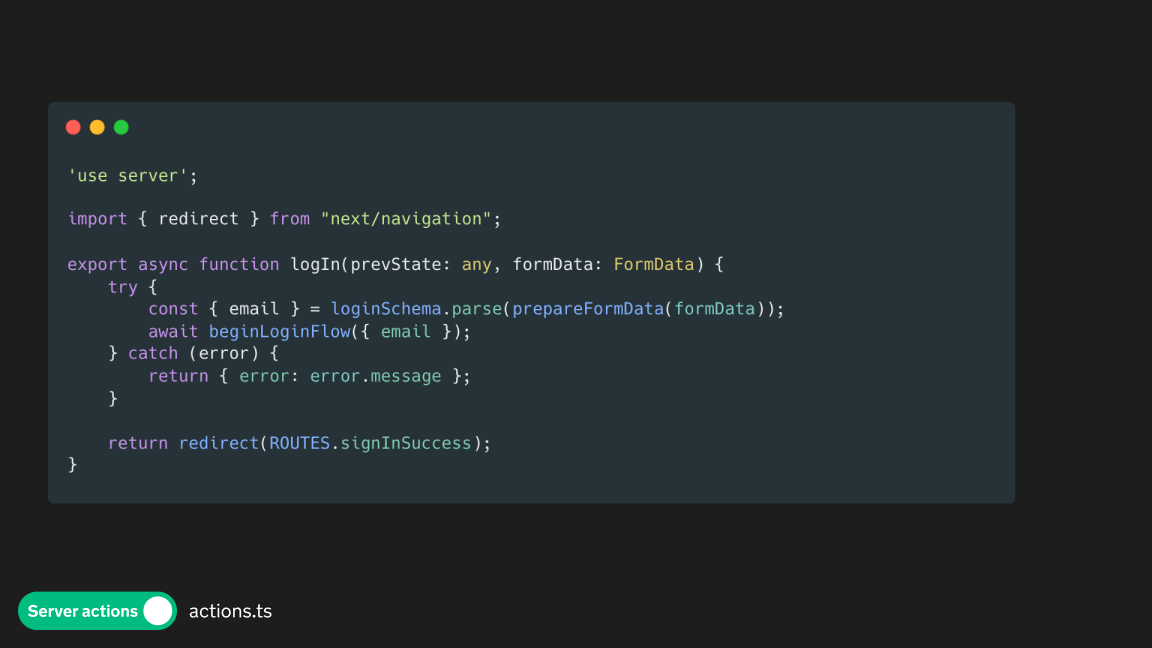 'use server';
import { redirect } from "next/navigation";
export async function logIn(prevState: any, formData: FormData) {
    try {
        const { email } = loginSchema.parse(prepareFormData(formData));
        await beginLoginFlow({ email });
    } catch (error) {
        return { error: error.message };
    }
    return redirect(ROUTES.signInSuccess);
}
Server actions
actions.ts